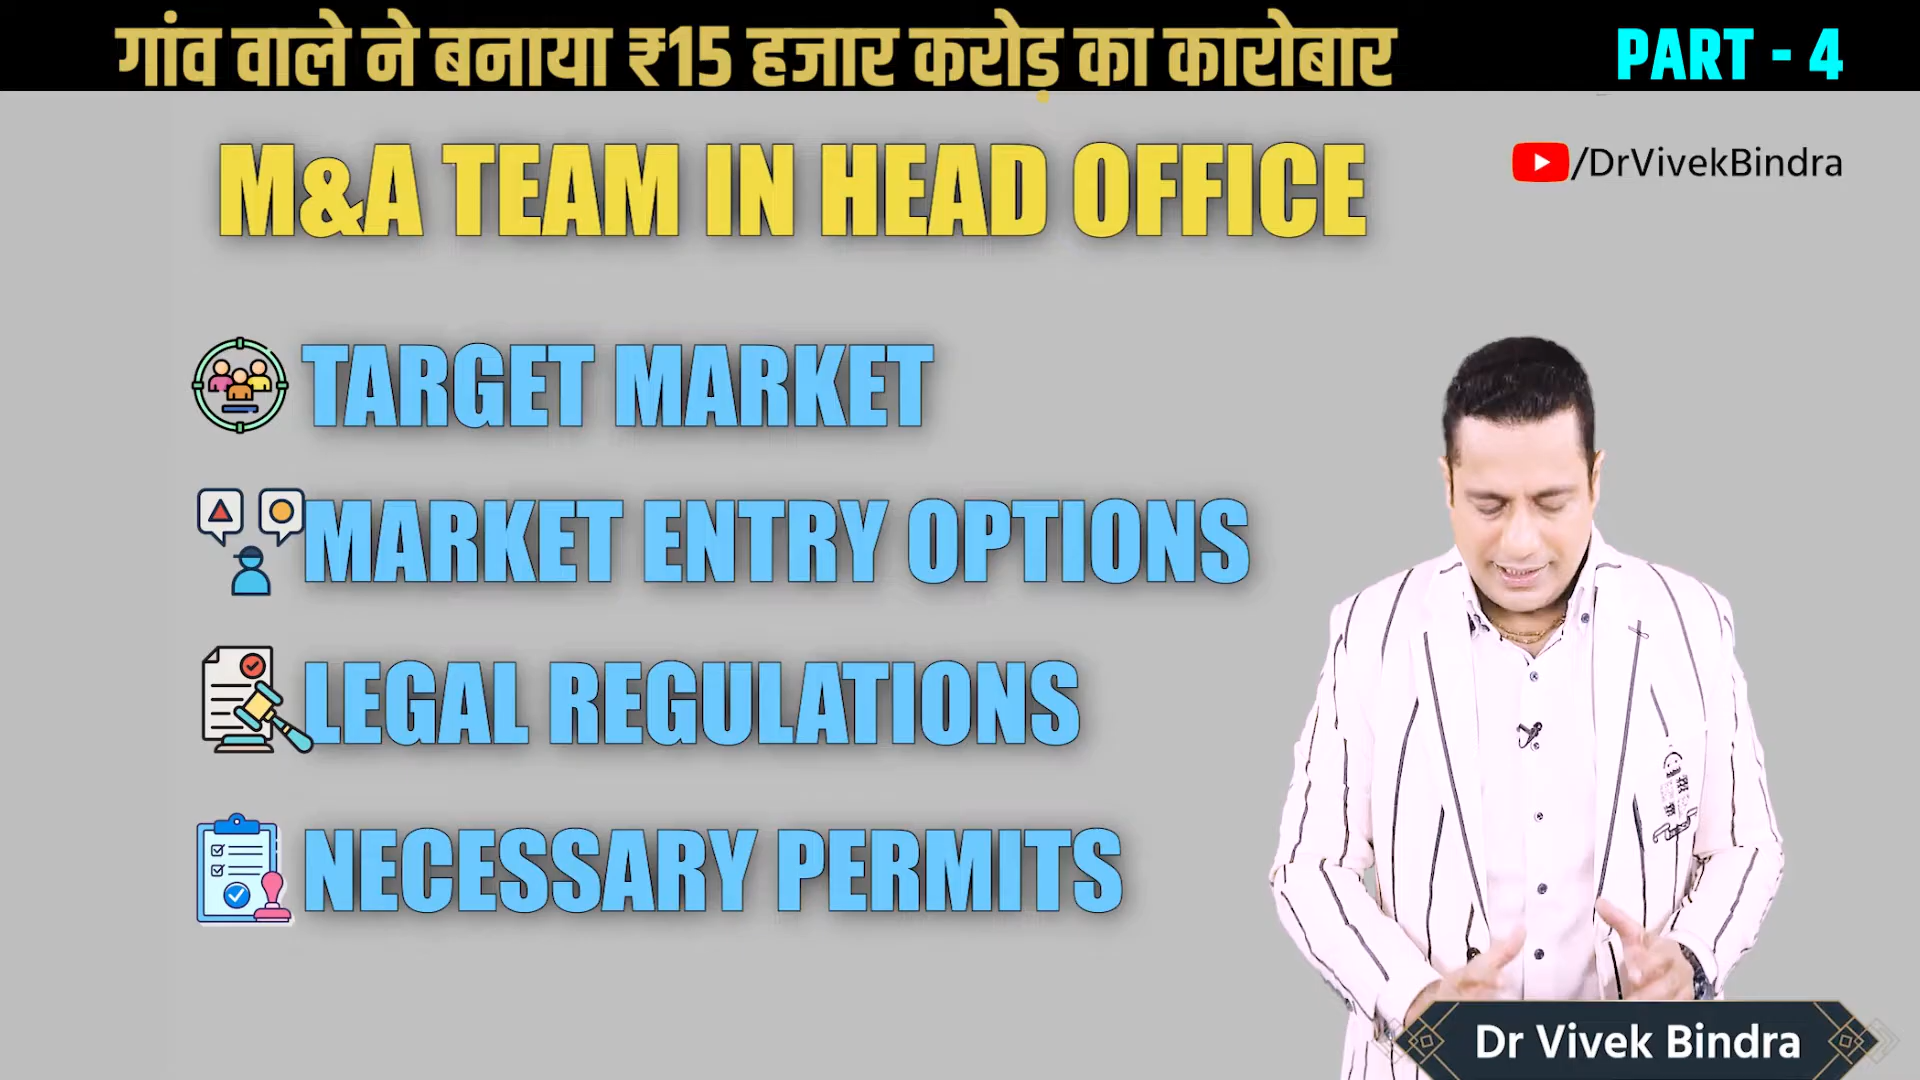 गांव वाले ने बनाया ₹15 हजार करोड़ का कारोबार
PART - 4
/DrVivekBindra
M&A TEAM IN HEAD OFFICE
TARGET MARKET
MARKET ENTRY OPTIONS
LEGAL REGULATIONS
NECESSARY PERMITS
Dr Vivek Bindra